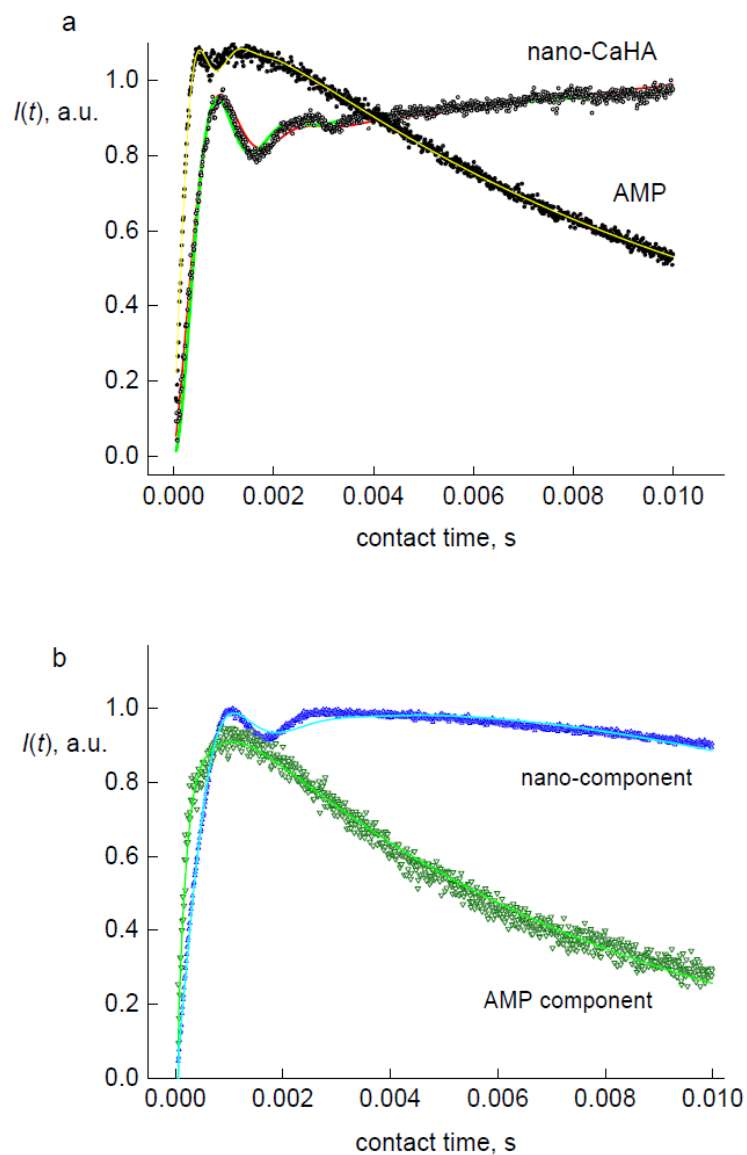 a
nano-CaHA
1.0
I(t), a.u.
0.8
AMP
0.6
0.4
0.2
0.0
0.000 0.002 0.004 0.006 0.008 0.010
contact time, s
b
1.0
I(t), a.u.
0.8
nano-component
0.6
0.4
AMP component
0.2
0.0
0.000 0.002 0.004 0.006 0.008 0.010
contact time, s